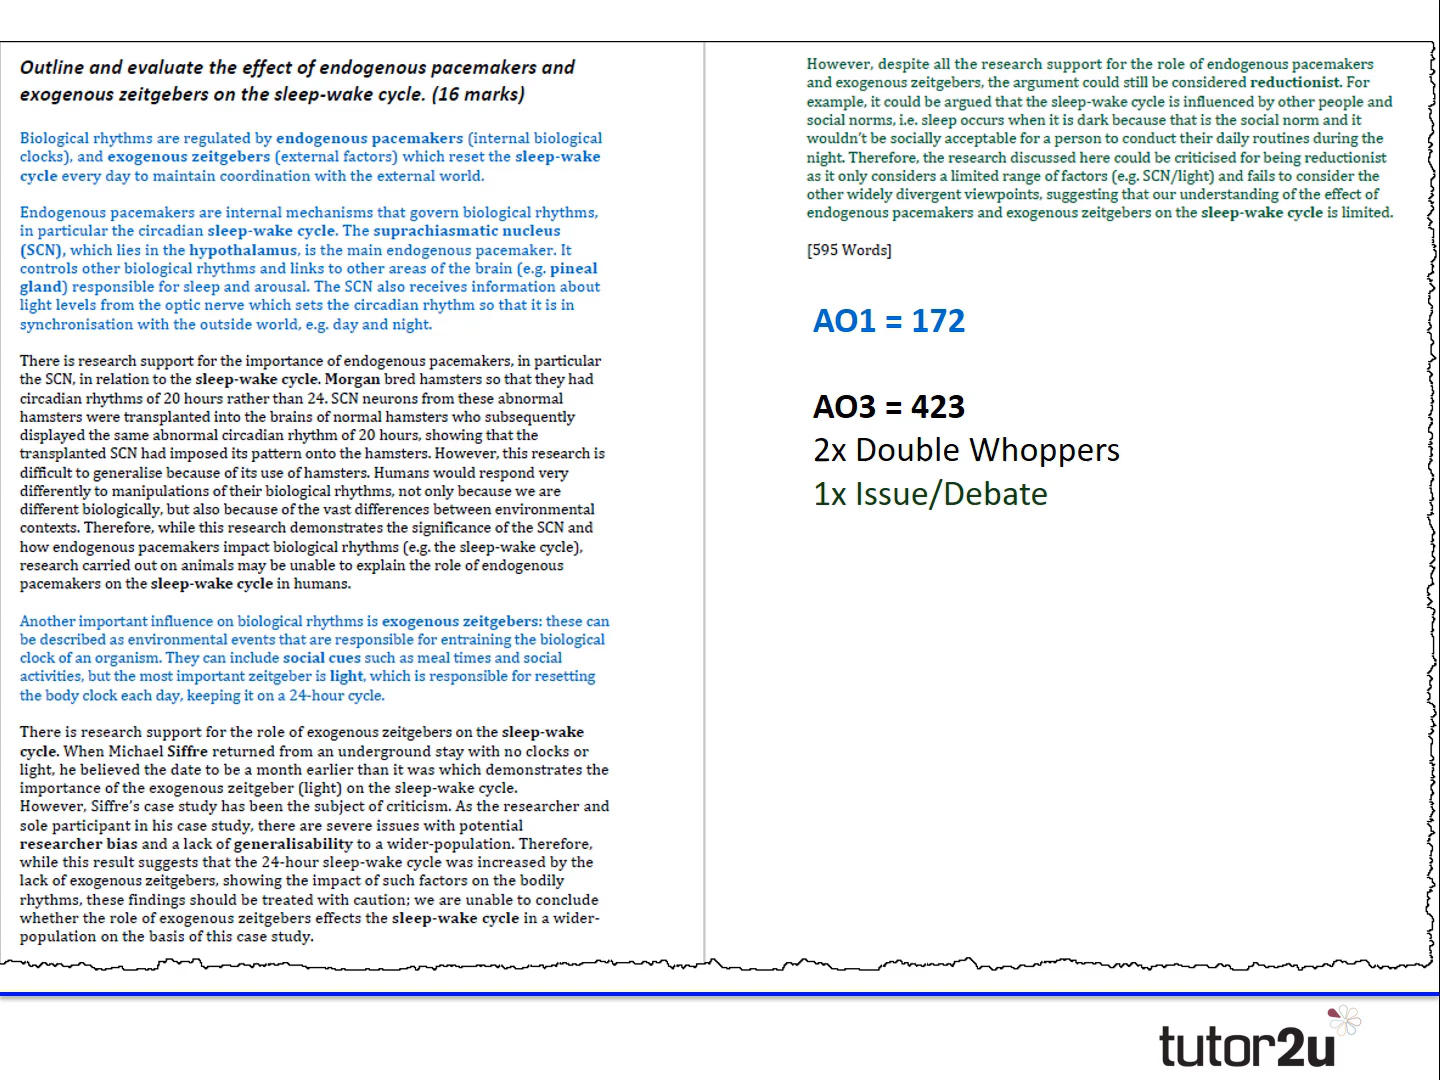 Outline and evaluate the effect of endogenous pacemakers and
exogenous zeitgebers on the sleep-wake cycle. (16 marks)
Biological rhythms are regulated by endogenous pacemakers (internal biological
clocks), and exogenous zeitgebers (external factors) which reset the sleep-wake
cycle every day to maintain coordination with the external world.
Endogenous pacemakers are internal mechanisms that govern biological rhythms,
in particular the circadian sleep-wake cycle. The suprachiasmatic nucleus
(SCN), which lies in the hypothalamus, is the main endogenous pacemaker. It
controls other biological rhythms and links to other areas of the brain (e.g. pineal
gland) responsible for sleep and arousal. The SCN also receives information about
light levels from the optic nerve which sets the circadian rhythm so that it is in
synchronisation with the outside world, e.g. day and night.
There is research support for the importance of endogenous pacemakers, in particular
the SCN, in relation to the sleep-wake cycle. Morgan bred hamsters so that they had
circadian rhythms of 20 hours rather than 24. SCN neurons from these abnormal
hamsters were transplanted into the brains of normal hamsters who subsequently
displayed the same abnormal circadian rhythm of 20 hours, showing that the
transplanted SCN had imposed its pattern onto the hamsters. However, this research is
difficult to generalise because of its use of hamsters. Humans would respond very
differently to manipulations of their biological rhythms, not only because we are
different biologically, but also because of the vast differences between environmental
contexts. Therefore, while this research demonstrates the significance of the SCN and
how endogenous pacemakers impact biological rhythms (e.g. the sleep-wake cycle),
research carried out on animals may be unable to explain the role of endogenous
pacemakers on the sleep-wake cycle in humans.
Another important influence on biological rhythms is exogenous zeitgebers: these can
be described as environmental events that are responsible for entraining the biological
clock of an organism. They can include social cues such as meal times and social
activities, but the most important zeitgeber is light, which is responsible for resetting
the body clock each day, keeping it on a 24-hour cycle.
There is research support for the role of exogenous zeitgebers on the sleep-wake
cycle. When Michael Siffre returned from an underground stay with no clocks or
light, he believed the date to be a month earlier than it was which demonstrates the
importance of the exogenous zeitgeber (light) on the sleep-wake cycle.
However, Siffre's case study has been the subject of criticism. As the researcher and
sole participant in his case study, there are severe issues with potential
researcher bias and a lack of generalisability to a wider-population. Therefore,
while this result suggests that the 24-hour sleep-wake cycle was increased by the
lack of exogenous zeitgebers, showing the impact of such factors on the bodily
rhythms, these findings should be treated with caution; we are unable to conclude
whether the role of exogenous zeitgebers effects the sleep-wake cycle in a wider-
population on the basis of this case study.
However, despite all the research support for the role of endogenous pacemakers
and exogenous zeitgebers, the argument could still be considered reductionist. For
example, it could be argued that the sleep-wake cycle is influenced by other people and
social norms, i.e. sleep occurs when it is dark because that is the social norm and it
wouldn't be socially acceptable for a person to conduct their daily routines during the
night. Therefore, the research discussed here could be criticised for being reductionist
as it only considers a limited range of factors (e.g. SCN/light) and fails to consider the
other widely divergent viewpoints, suggesting that our understanding of the effect of
endogenous pacemakers and exogenous zeitgebers on the sleep-wake cycle is limited.
[595 Words]
AO1 = 172
AO3 = 423
2x Double Whoppers
1x Issue/Debate
tutor2u